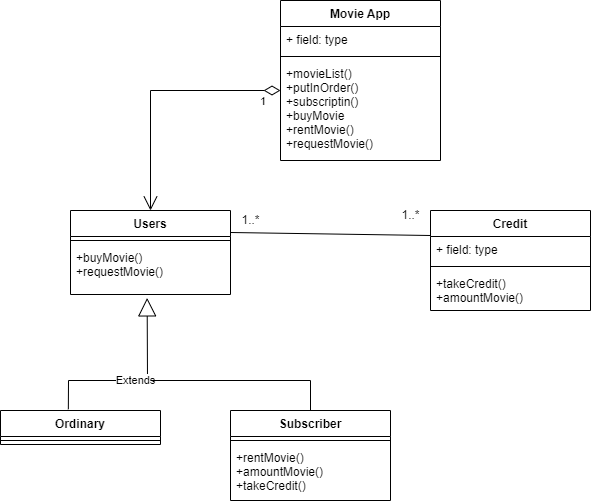 Movie App
+ field: type
+movieList()
+putInOrder()
+subscriptin()
+buyMovie
+rentMovie()
+requestMovie()
1
Users
+buyMovie()
+requestMovie()
1..*
1..*
Credit
+ field: type
+takeCredit()
+amountMovie()
Extends
Ordinary
Subscriber
+rentMovie()
+amountMovie()
+takeCredit()